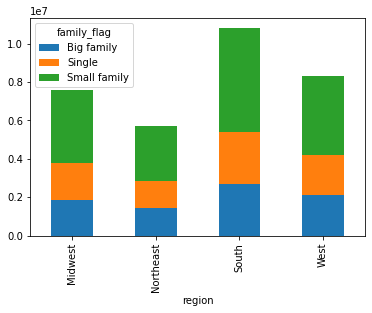 1e7
family_flag
Big family
Single
Small family
1.0
0.8
0.6
0.4
0.2
0.0
Midwest
Northeast
South
West
region